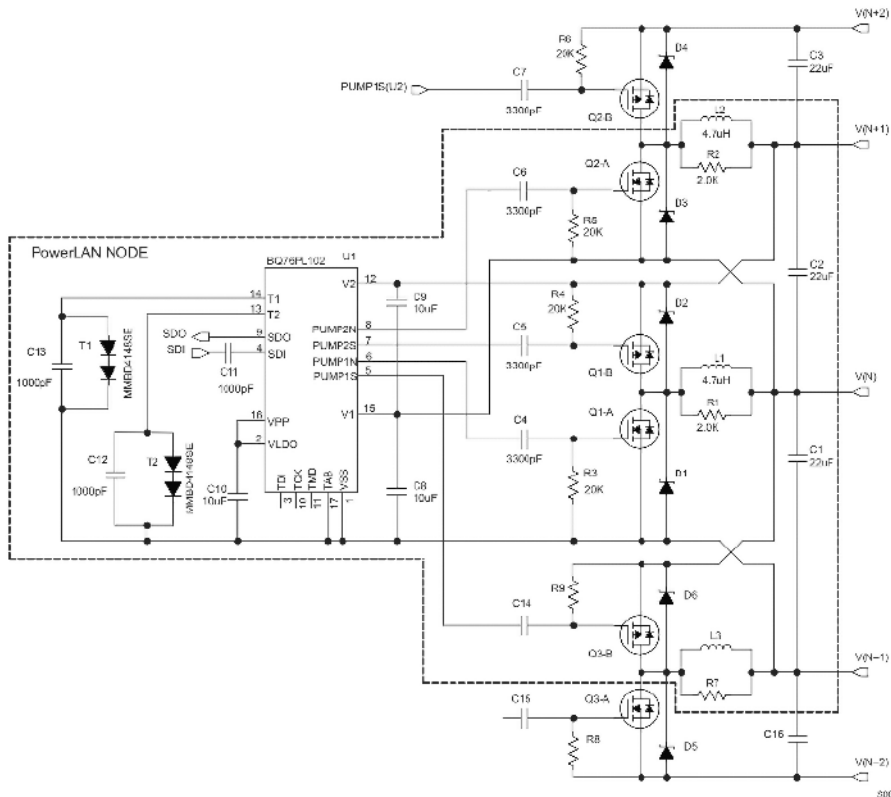 V(N+2)
R6
20K
D4
C3
22uF
C7
PUMP1S(U2)
3300pF
Q2-B
L2
4.7uH
V(N+1)
R2
2.0K
Q2-A
C6
3300pF
R5
20K
D3
PowerLAN NODE
BQ76PL102
U1
C2
22uF
14
T1
13
T2
9
SDO
4
SDI
V2
12
C9
10uF
R4
20K
D2
SDO
SDI
C11
1000pF
PUMP2N
8
PUMP2S
7
PUMP1N
6
PUMP1S
5
C5
3300pF
Q1-B
L1
4.7uH
V(N)
R1
2.0K
C13
1000pF
T1
MMBD4148SE
Q1-A
V1
15
C4
3300pF
C1
22uF
16
VPP
2
VLDO
C12
1000pF
T2
MMBD4148SE
C10
10uF
TDI
TCK
TMD
TAB
VSS
3
10
11
17
1
C8
10uF
R3
20K
D1
R9
D6
C14
Q3-B
L3
V(N-1)
R7
Q3-A
C15
R8
D5
C16
V(N-2)